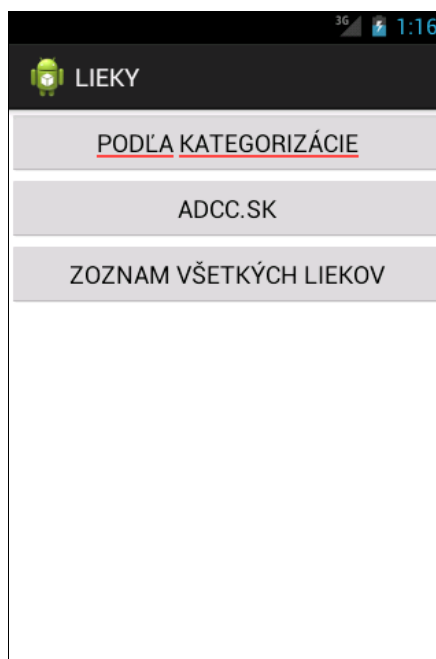 3G 1:16
LIEKY
PODĽA KATEGORIZÁCIE
ADCC.SK
ZOZNAM VŠETKÝCH LIEKOV